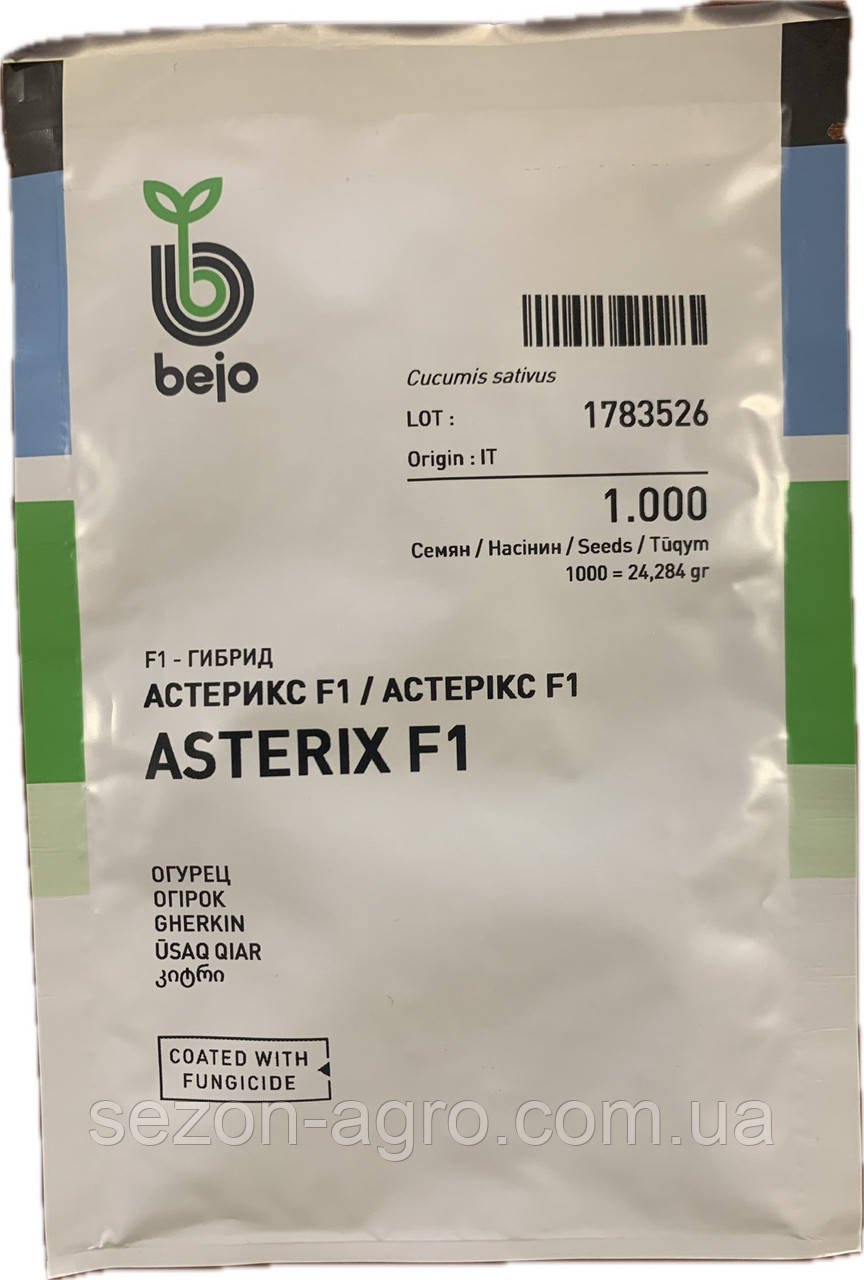 bejo
Cucumis sativus
LOT : 1783526
Origin : IT
1.000
Семян / Насінин / Seeds / Tūqym
1000 = 24,284 gr
F1 - ГИБРИД
АСТЕРИКС F1 / АСТЕРІКС F1
ASTERIX F1
ОГУРЕЦ
ОГІРОК
GHERKIN
ŪSAQ QIAR
კიტრი
COATED WITH
FUNGICIDE
sezon-agro.com.ua